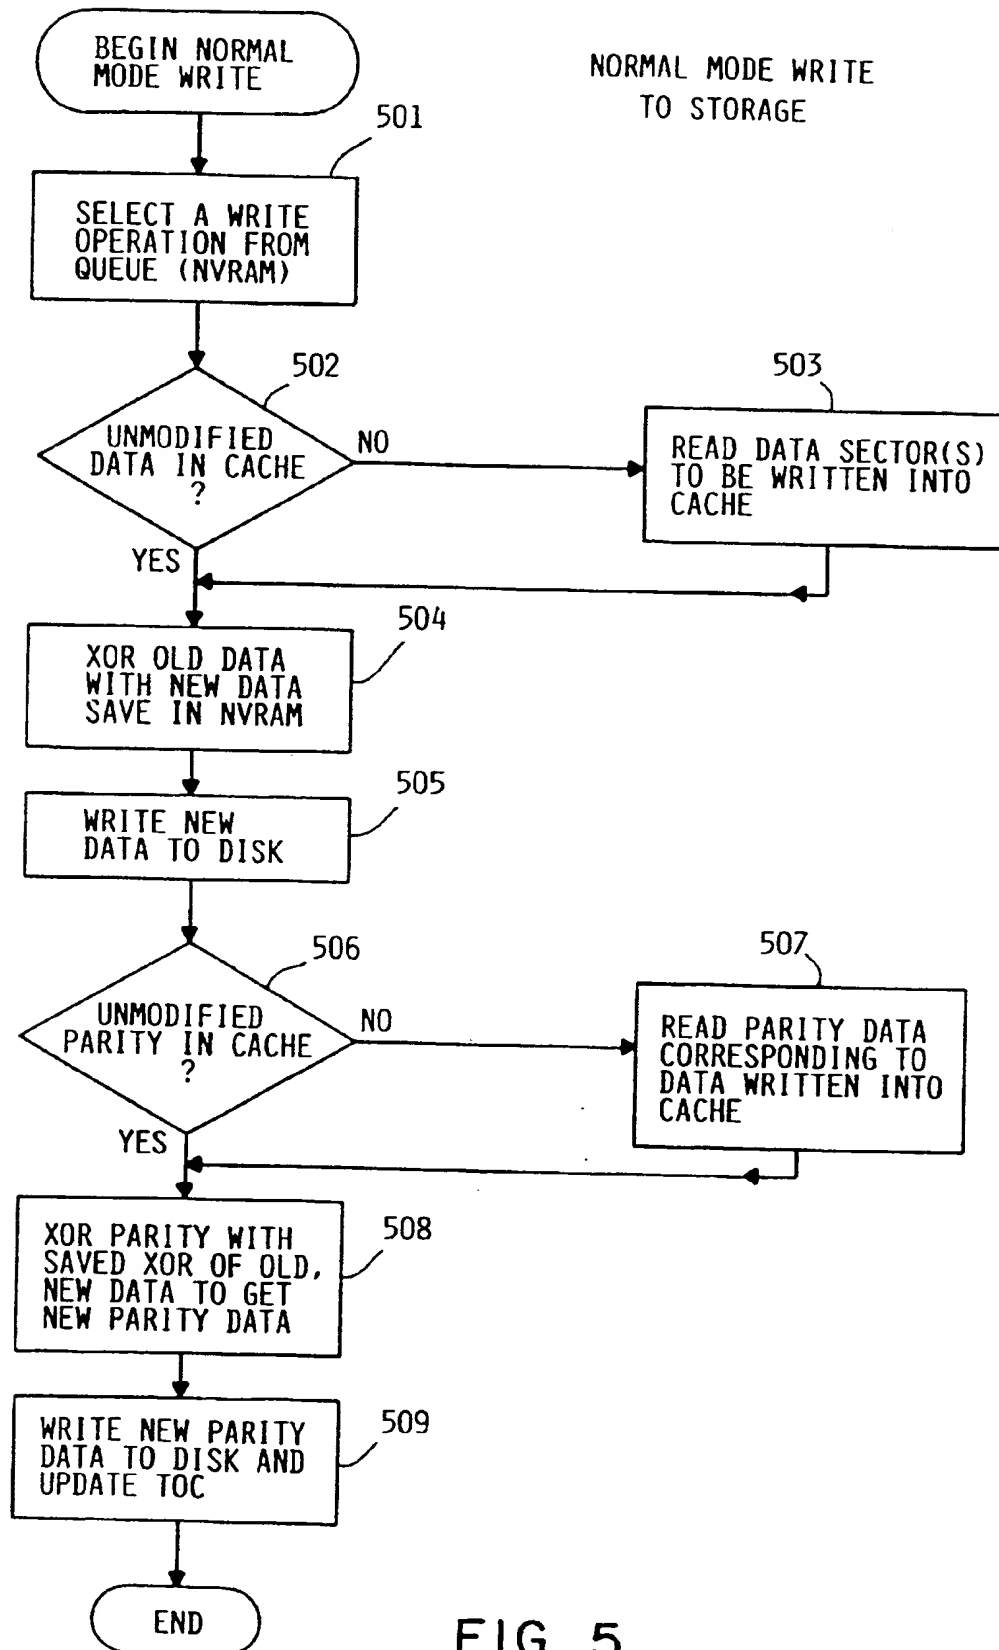 BEGIN NORMAL
MODE WRITE
NORMAL MODE WRITE
TO STORAGE
501
SELECT A WRITE
OPERATION FROM
QUEUE (NVRAM)
502
UNMODIFIED
DATA IN CACHE
?
NO
503
READ DATA SECTOR(S)
TO BE WRITTEN INTO
CACHE
YES
504
XOR OLD DATA
WITH NEW DATA
SAVE IN NVRAM
505
WRITE NEW
DATA TO DISK
506
UNMODIFIED
PARITY IN CACHE
?
NO
507
READ PARITY DATA
CORRESPONDING TO
DATA WRITTEN INTO
CACHE
YES
508
XOR PARITY WITH
SAVED XOR OF OLD,
NEW DATA TO GET
NEW PARITY DATA
509
WRITE NEW PARITY
DATA TO DISK AND
UPDATE TOC
END
FIG. 5